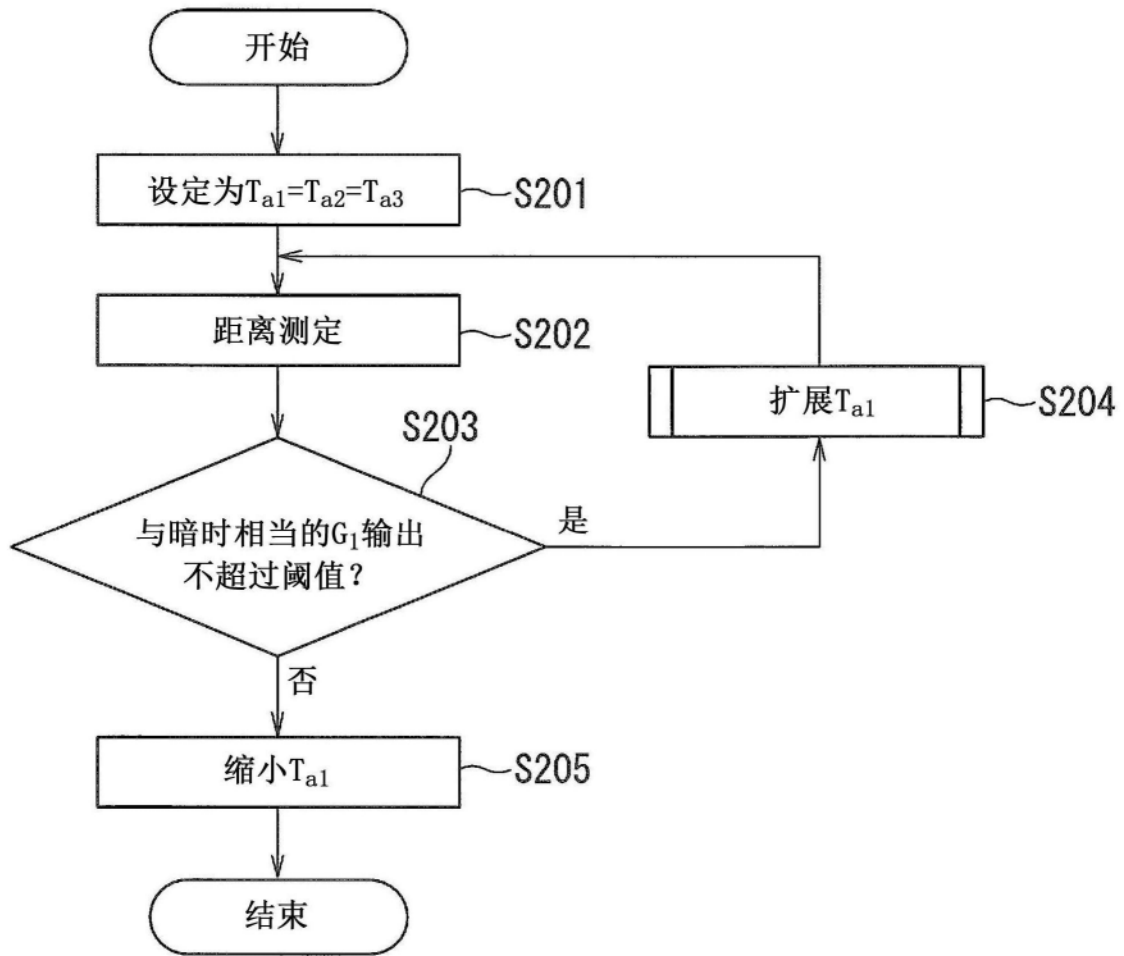 开始
设定为Ta1=Ta2=Ta3
S201
距离测定
S202
扩展Ta1
S204
S203
与暗时相当的G1输出
不超过阈值？
是
否
缩小Ta1
S205
结束